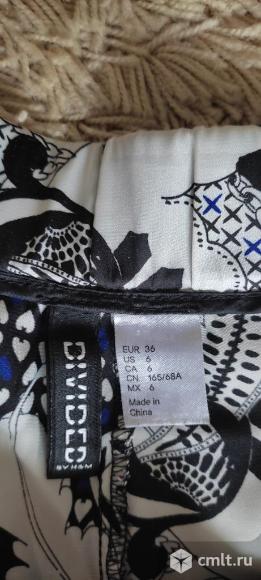 DIVIDED
BY H&M
EUR 36
US 6
CA 6
CN 165/68A
MX 6
Made in
China
cmlt.ru